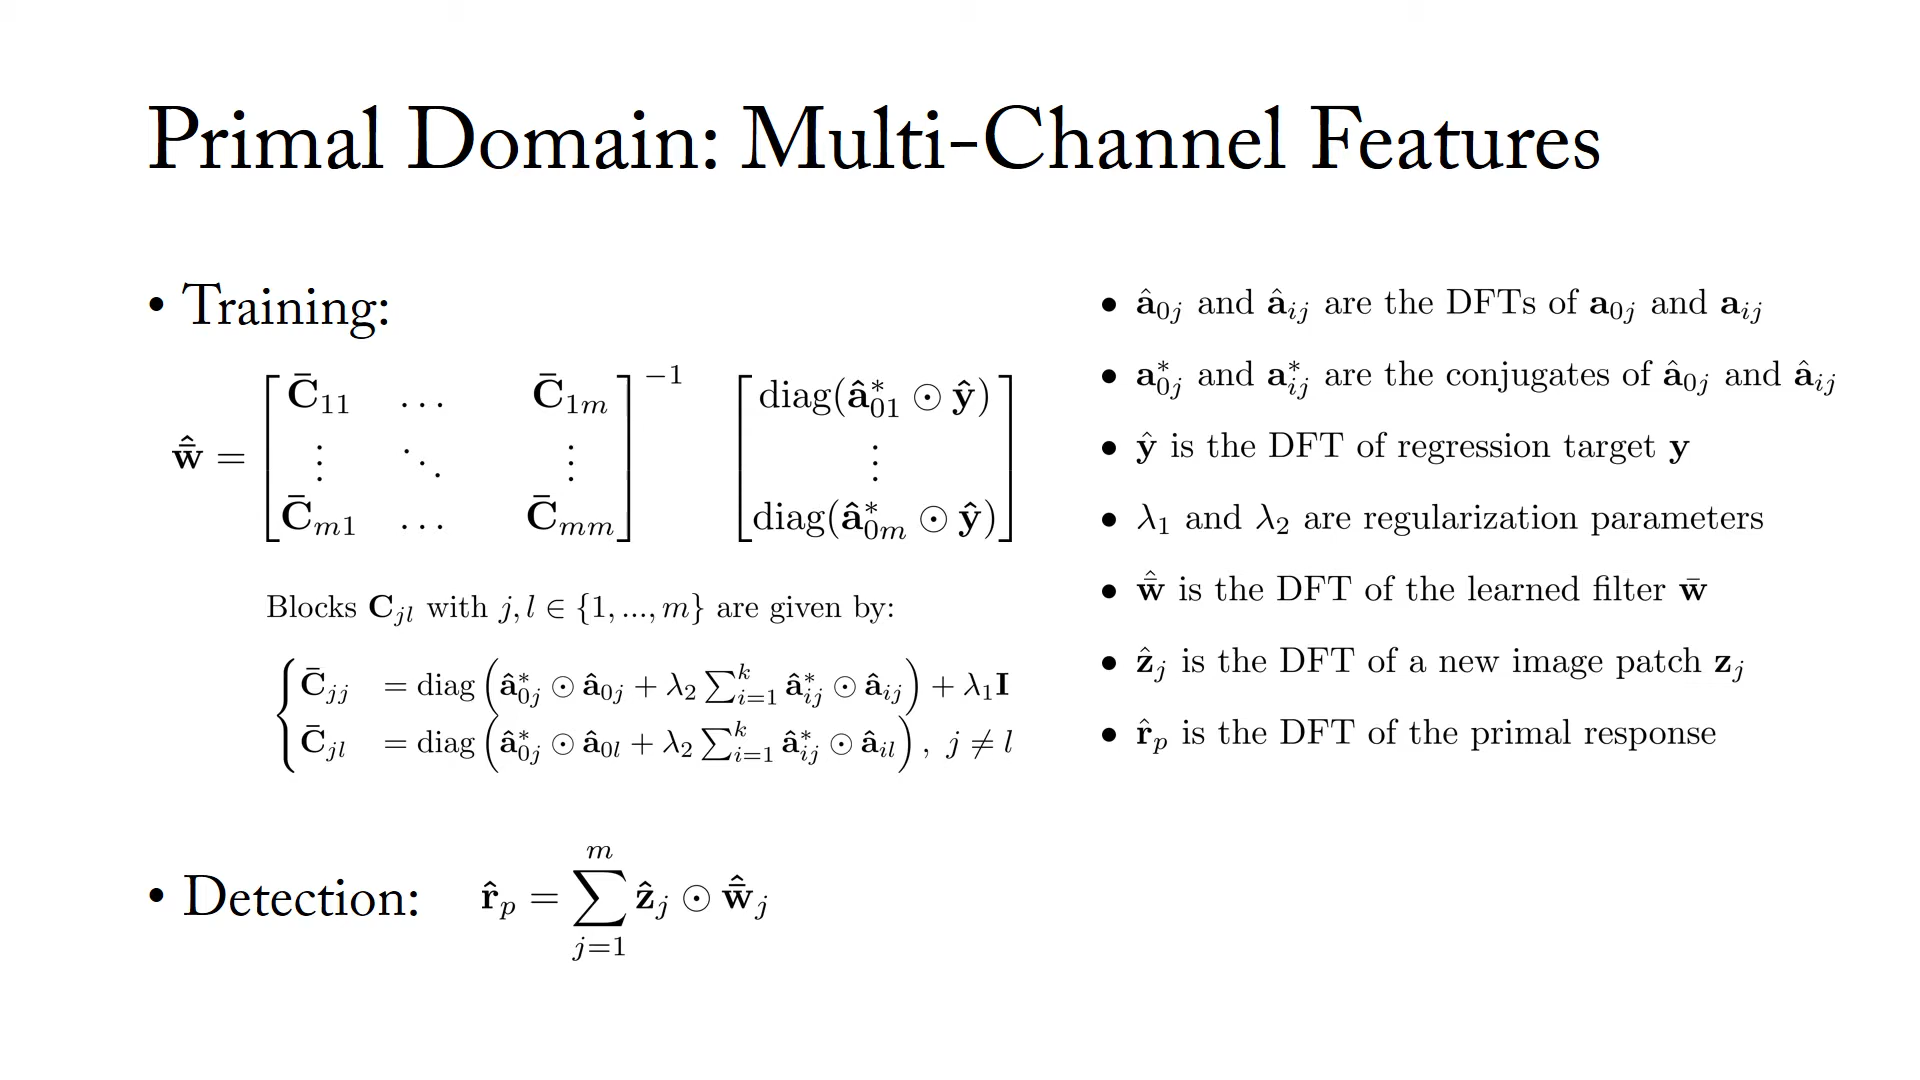 Primal Domain: Multi-Channel Features
• Training:
$\hat{\bar{\mathbf{w}}} = \begin{bmatrix} \bar{\mathbf{C}}_{11} & \dots & \bar{\mathbf{C}}_{1m} \\ \vdots & \ddots & \vdots \\ \bar{\mathbf{C}}_{m1} & \dots & \bar{\mathbf{C}}_{mm} \end{bmatrix}^{-1} \begin{bmatrix} \text{diag}(\hat{\mathbf{a}}_{01}^* \odot \hat{\mathbf{y}}) \\ \vdots \\ \text{diag}(\hat{\mathbf{a}}_{0m}^* \odot \hat{\mathbf{y}}) \end{bmatrix}$
Blocks $\mathbf{C}_{jl}$ with $j, l \in \{1, ..., m\}$ are given by:
$\begin{cases} \bar{\mathbf{C}}_{jj} & = \text{diag}\left(\hat{\mathbf{a}}_{0j}^* \odot \hat{\mathbf{a}}_{0j} + \lambda_2 \sum_{i=1}^{k} \hat{\mathbf{a}}_{ij}^* \odot \hat{\mathbf{a}}_{ij}\right) + \lambda_1 \mathbf{I} \\ \bar{\mathbf{C}}_{jl} & = \text{diag}\left(\hat{\mathbf{a}}_{0j}^* \odot \hat{\mathbf{a}}_{0l} + \lambda_2 \sum_{i=1}^{k} \hat{\mathbf{a}}_{ij}^* \odot \hat{\mathbf{a}}_{il}\right), \ j \neq l \end{cases}$
• Detection: $\hat{\mathbf{r}}_p = \sum_{j=1}^{m} \hat{\mathbf{z}}_j \odot \hat{\bar{\mathbf{w}}}_j$
• $\hat{\mathbf{a}}_{0j}$ and $\hat{\mathbf{a}}_{ij}$ are the DFTs of $\mathbf{a}_{0j}$ and $\mathbf{a}_{ij}$
• $\mathbf{a}_{0j}^*$ and $\mathbf{a}_{ij}^*$ are the conjugates of $\hat{\mathbf{a}}_{0j}$ and $\hat{\mathbf{a}}_{ij}$
• $\hat{\mathbf{y}}$ is the DFT of regression target $\mathbf{y}$
• $\lambda_1$ and $\lambda_2$ are regularization parameters
• $\hat{\bar{\mathbf{w}}}$ is the DFT of the learned filter $\bar{\mathbf{w}}$
• $\hat{\mathbf{z}}_j$ is the DFT of a new image patch $\mathbf{z}_j$
• $\hat{\mathbf{r}}_p$ is the DFT of the primal response